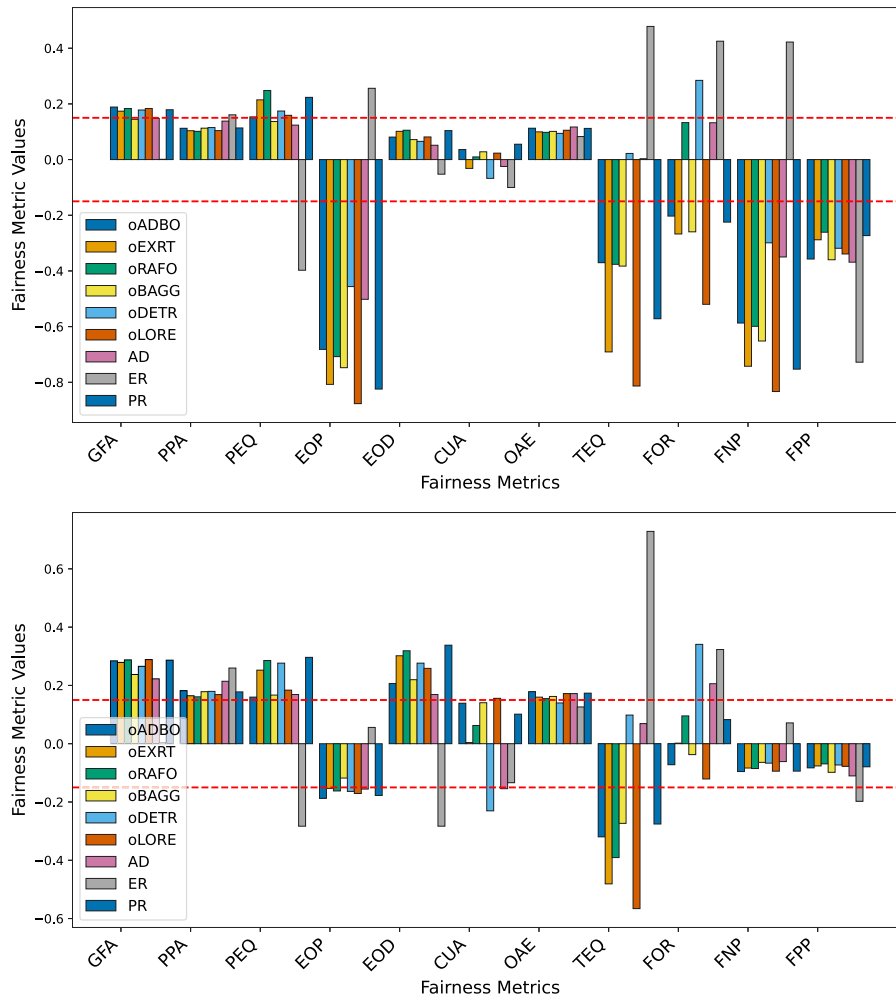 Fairness Metric Values
0.4
0.2
0.0
−0.2
−0.4
−0.6
−0.8
oADBO
oEXRT
oRAFO
oBAGG
oDETR
oLORE
AD
ER
PR
GFA
PPA
PEQ
EOP
EOD
CUA
OAE
TEQ
FOR
FNP
FPP
Fairness Metrics
Fairness Metric Values
0.6
0.4
0.2
0.0
−0.2
−0.4
−0.6
oADBO
oEXRT
oRAFO
oBAGG
oDETR
oLORE
AD
ER
PR
GFA
PPA
PEQ
EOP
EOD
CUA
OAE
TEQ
FOR
FNP
FPP
Fairness Metrics